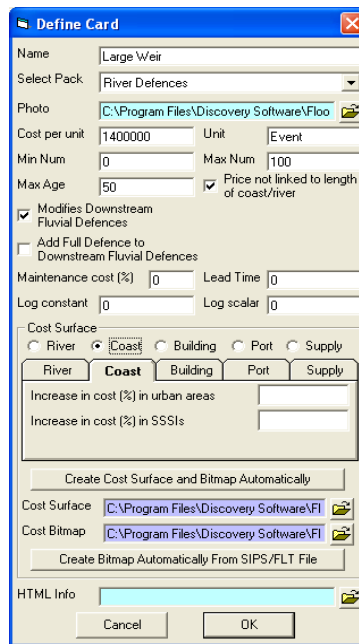 Define Card
Name Large Weir
Select Pack River Defences
Photo C:\Program Files\Discovery Software\Floo
Cost per unit 1400000 Unit Event
Min Num 0 Max Num 100
Max Age 50 Price not linked to length of coast/river
Modifies Downstream
Fluvial Defences
Add Full Defence to
Downstream Fluvial Defences
Maintenance cost (%) 0 Lead Time 0
Log constant 0 Log scalar 0
Cost Surface
River Coast Building Port Supply
River Coast Building Port Supply
Increase in cost (%) in urban areas
Increase in cost (%) in SSSIs
Create Cost Surface and Bitmap Automatically
Cost Surface C:\Program Files\Discovery Software\Fl
Cost Bitmap C:\Program Files\Discovery Software\Fl
Create Bitmap Automatically From SIPS/FLT File
HTML Info
Cancel OK